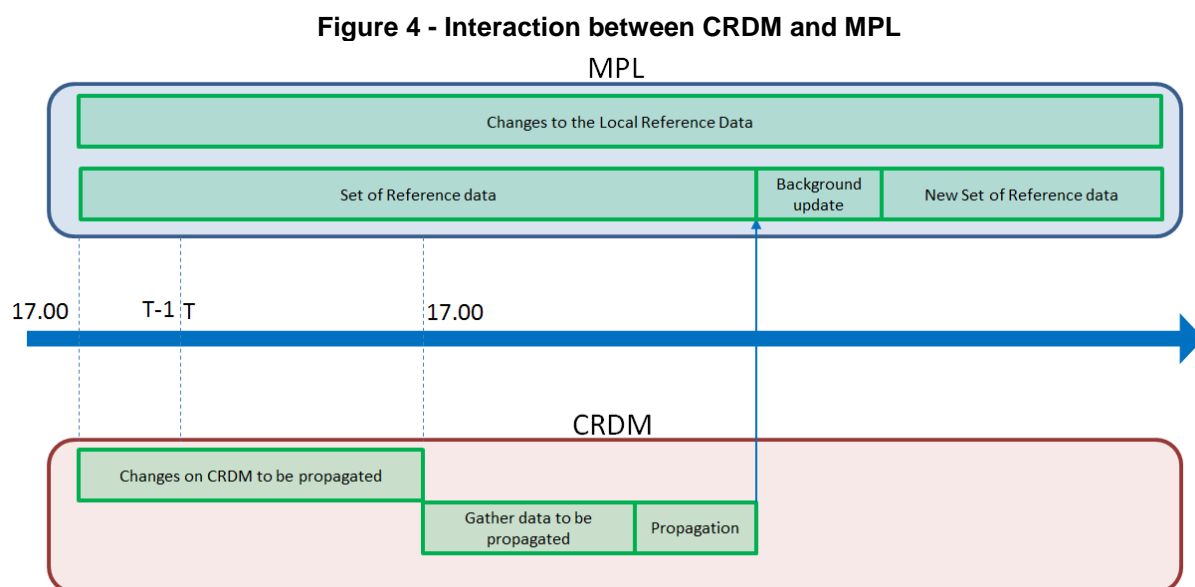 Figure 4 - Interaction between CRDM and MPL
MPL
Changes to the Local Reference Data
Set of Reference data
Background
update
New Set of Reference data
17.00
T-1
T
17.00
CRDM
Changes on CRDM to be propagated
Gather data to be
propagated
Propagation